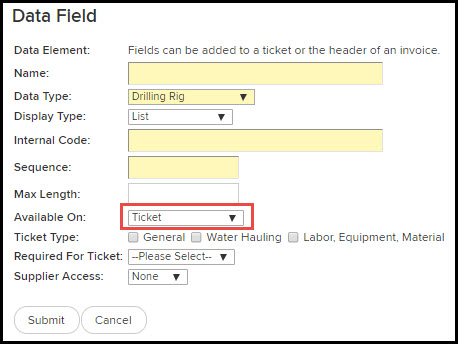 Data Field
Data Element: Fields can be added to a ticket or the header of an invoice.
Name:
Data Type: Drilling Rig
Display Type: List
Internal Code:
Sequence:
Max Length:
Available On: Ticket
Ticket Type: General Water Hauling Labor, Equipment, Material
Required For Ticket: --Please Select--
Supplier Access: None
Submit Cancel